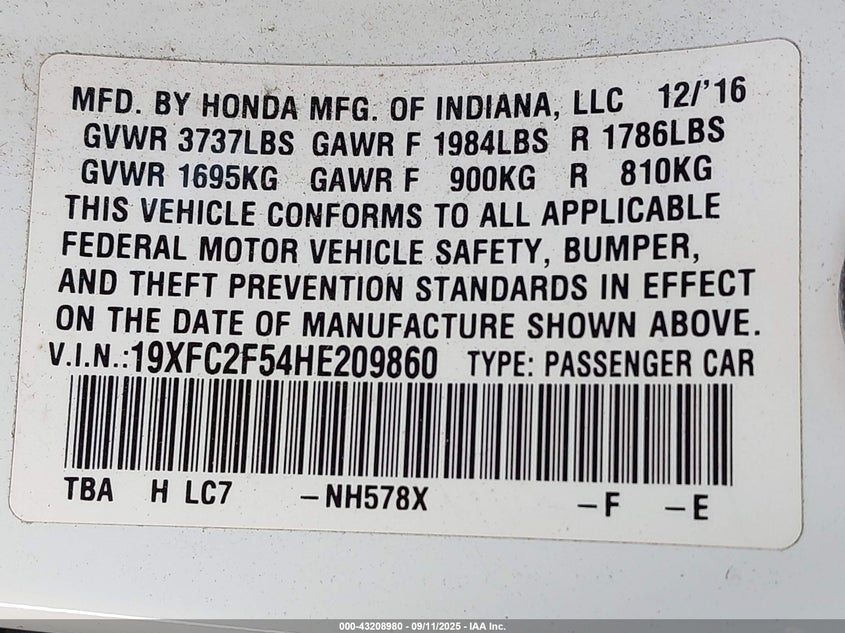 MFD. BY HONDA MFG. OF INDIANA, LLC 12/'16
GVWR 3737LBS GAWR F 1984LBS R 1786LBS
GVWR 1695KG GAWR F 900KG R 810KG
THIS VEHICLE CONFORMS TO ALL APPLICABLE
FEDERAL MOTOR VEHICLE SAFETY, BUMPER,
AND THEFT PREVENTION STANDARDS IN EFFECT
ON THE DATE OF MANUFACTURE SHOWN ABOVE.
V.I.N.:19XFC2F54HE209860 TYPE: PASSENGER CAR
TBA H LC7 -NH578X -F -E
000-43208980 - 09/11/2025 - IAA Inc.